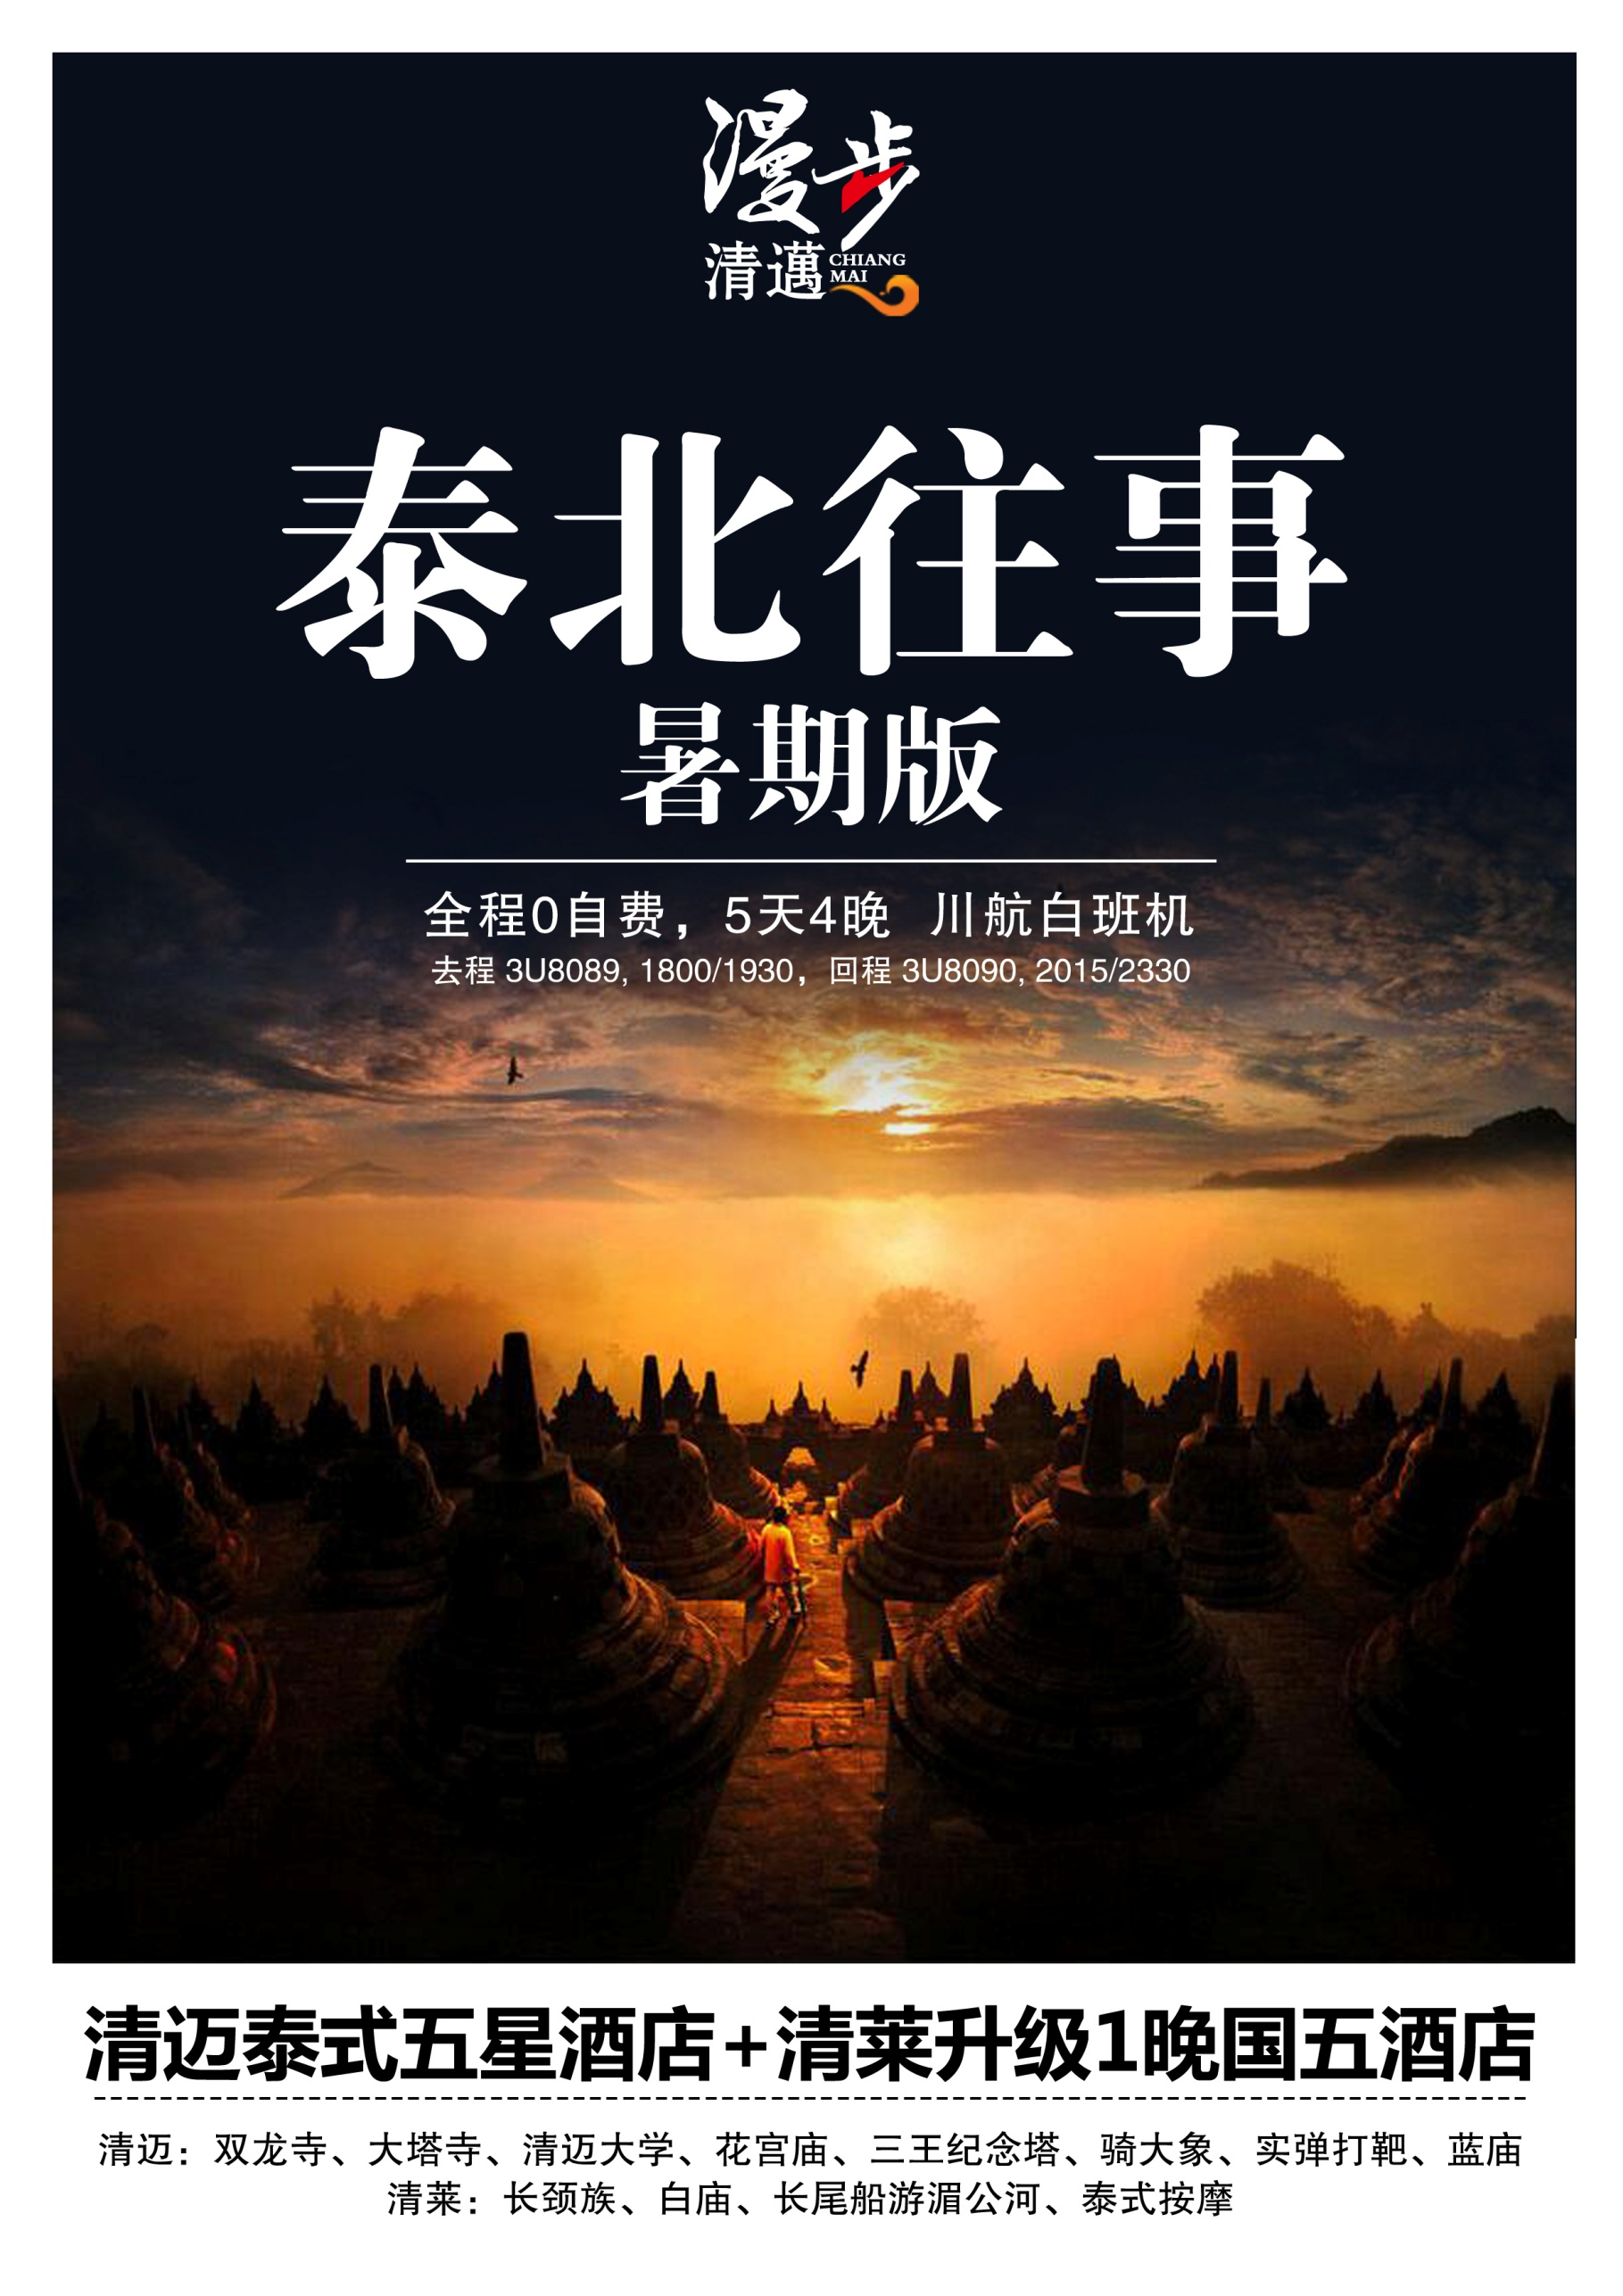 漫步
清邁
CHIANG
MAI
泰北往事
暑期版
全程0自费，5天4晚 川航白班机
去程 3U8089, 1800/1930，回程 3U8090, 2015/2330
清迈泰式五星酒店+清莱升级1晚国五酒店
清迈：双龙寺、大塔寺、清迈大学、花宫庙、三王纪念塔、骑大象、实弹打靶、蓝庙
清莱：长颈族、白庙、长尾船游湄公河、泰式按摩